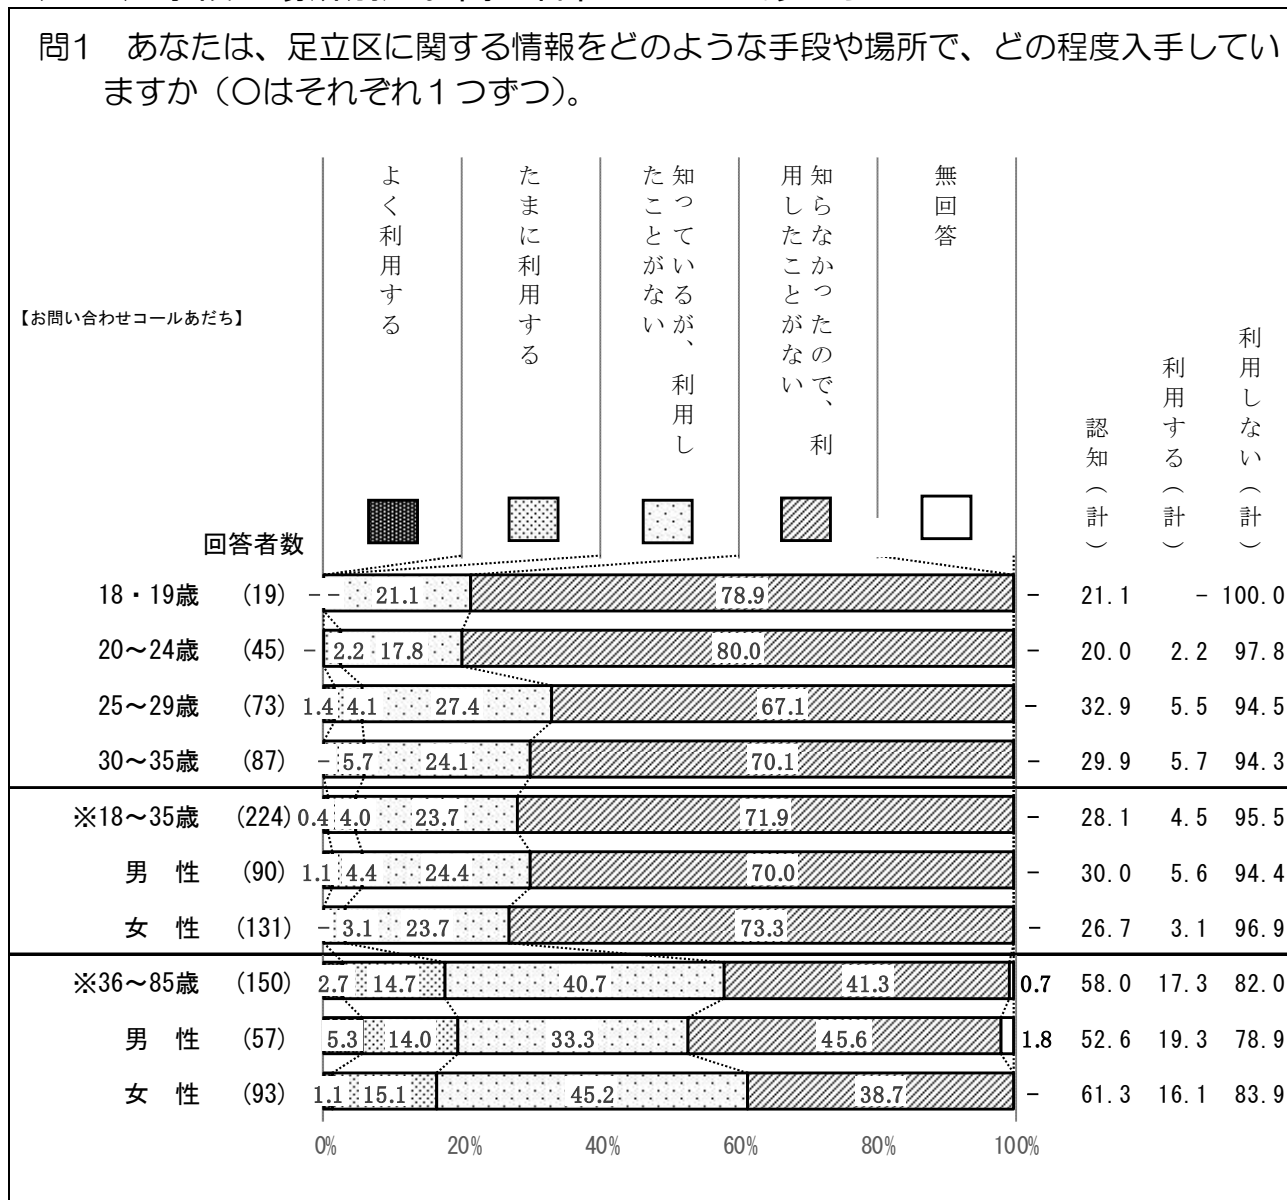 問1　あなたは、足立区に関する情報をどのような手段や場所で、どの程度入手してい
ますか（〇はそれぞれ１つずつ）。
【お問い合わせコールあだち】
よく利用する
たまに利用する
知っているが、利用し
たことがない
知らなかったので、利
用したことがない
無回答
認知（計）
利用する（計）
利用しない（計）
回答者数
18・19歳 (19) - - 21.1 78.9 - 21.1 - 100.0
20～24歳 (45) - 2.2 17.8 80.0 - 20.0 2.2 97.8
25～29歳 (73) 1.4 4.1 27.4 67.1 - 32.9 5.5 94.5
30～35歳 (87) - 5.7 24.1 70.1 - 29.9 5.7 94.3
※18～35歳 (224) 0.4 4.0 23.7 71.9 - 28.1 4.5 95.5
男　性 (90) 1.1 4.4 24.4 70.0 - 30.0 5.6 94.4
女　性 (131) - 3.1 23.7 73.3 - 26.7 3.1 96.9
※36～85歳 (150) 2.7 14.7 40.7 41.3 0.7 58.0 17.3 82.0
男　性 (57) 5.3 14.0 33.3 45.6 1.8 52.6 19.3 78.9
女　性 (93) 1.1 15.1 45.2 38.7 - 61.3 16.1 83.9
0% 20% 40% 60% 80% 100%